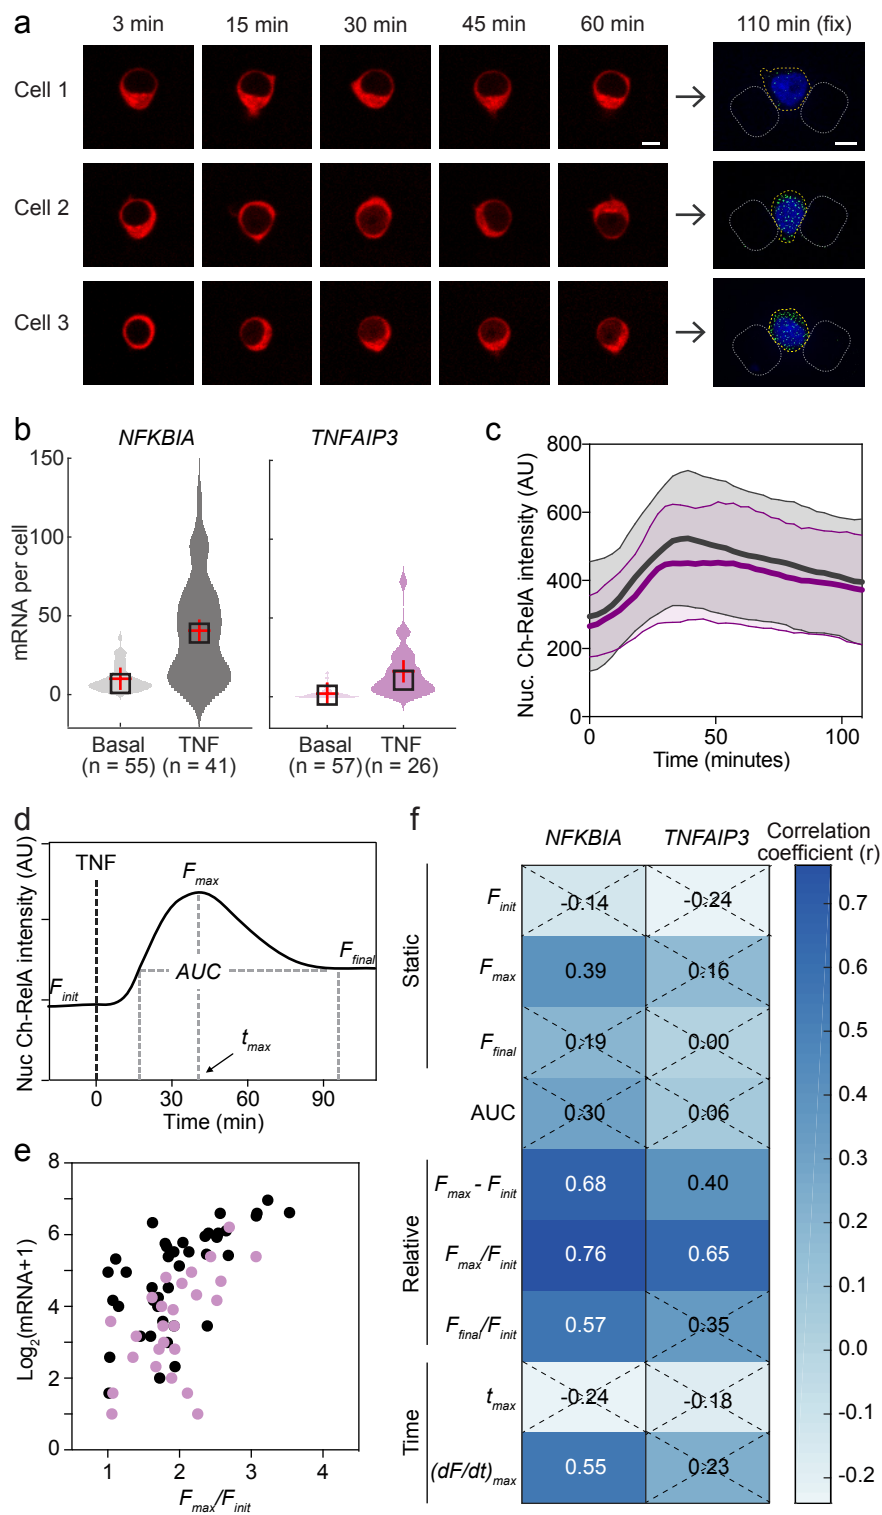 a
3 min 15 min 30 min 45 min 60 min 110 min (fix)
Cell 1
Cell 2
Cell 3
b
NFKBIA TNFAIP3
mRNA per cell
150
100
50
0
Basal TNF Basal TNF
(n = 55) (n = 41) (n = 57) (n = 26)
c
Nuc. Ch-RelA intensity (AU)
800
600
400
200
0
0 50 100
Time (minutes)
d
Nuc Ch-RelA intensity (AU)
TNF
F_max
F_init
AUC
F_final
t_max
0 30 60 90
Time (min)
e
Log2(mRNA+1)
8
6
4
2
0
1 2 3 4
F_max/F_init
f
NFKBIA TNFAIP3
Correlation
coefficient (r)
Static
F_init -0.14 -0.24
F_max 0.39 0.16
F_final 0.19 0.00
AUC 0.30 0.06
Relative
F_max - F_init 0.68 0.40
F_max/F_init 0.76 0.65
F_final/F_init 0.57 0.35
Time
t_max -0.24 -0.18
(dF/dt)_max 0.55 0.23
0.7
0.6
0.5
0.4
0.3
0.2
0.1
0.0
-0.1
-0.2